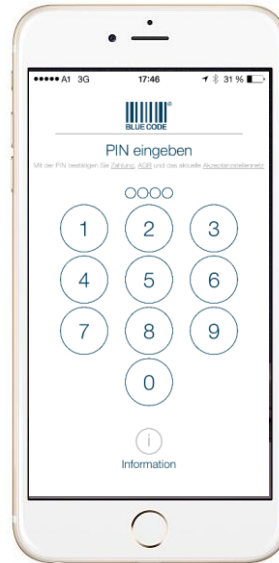 A1 3G 17:46 31 %
BLUE CODE
PIN eingeben
Mit der PIN bestätigen Sie Zahlung, AGB und das aktuelle Akzeptanzstellennetz
1 2 3
4 5 6
7 8 9
0
i
Information